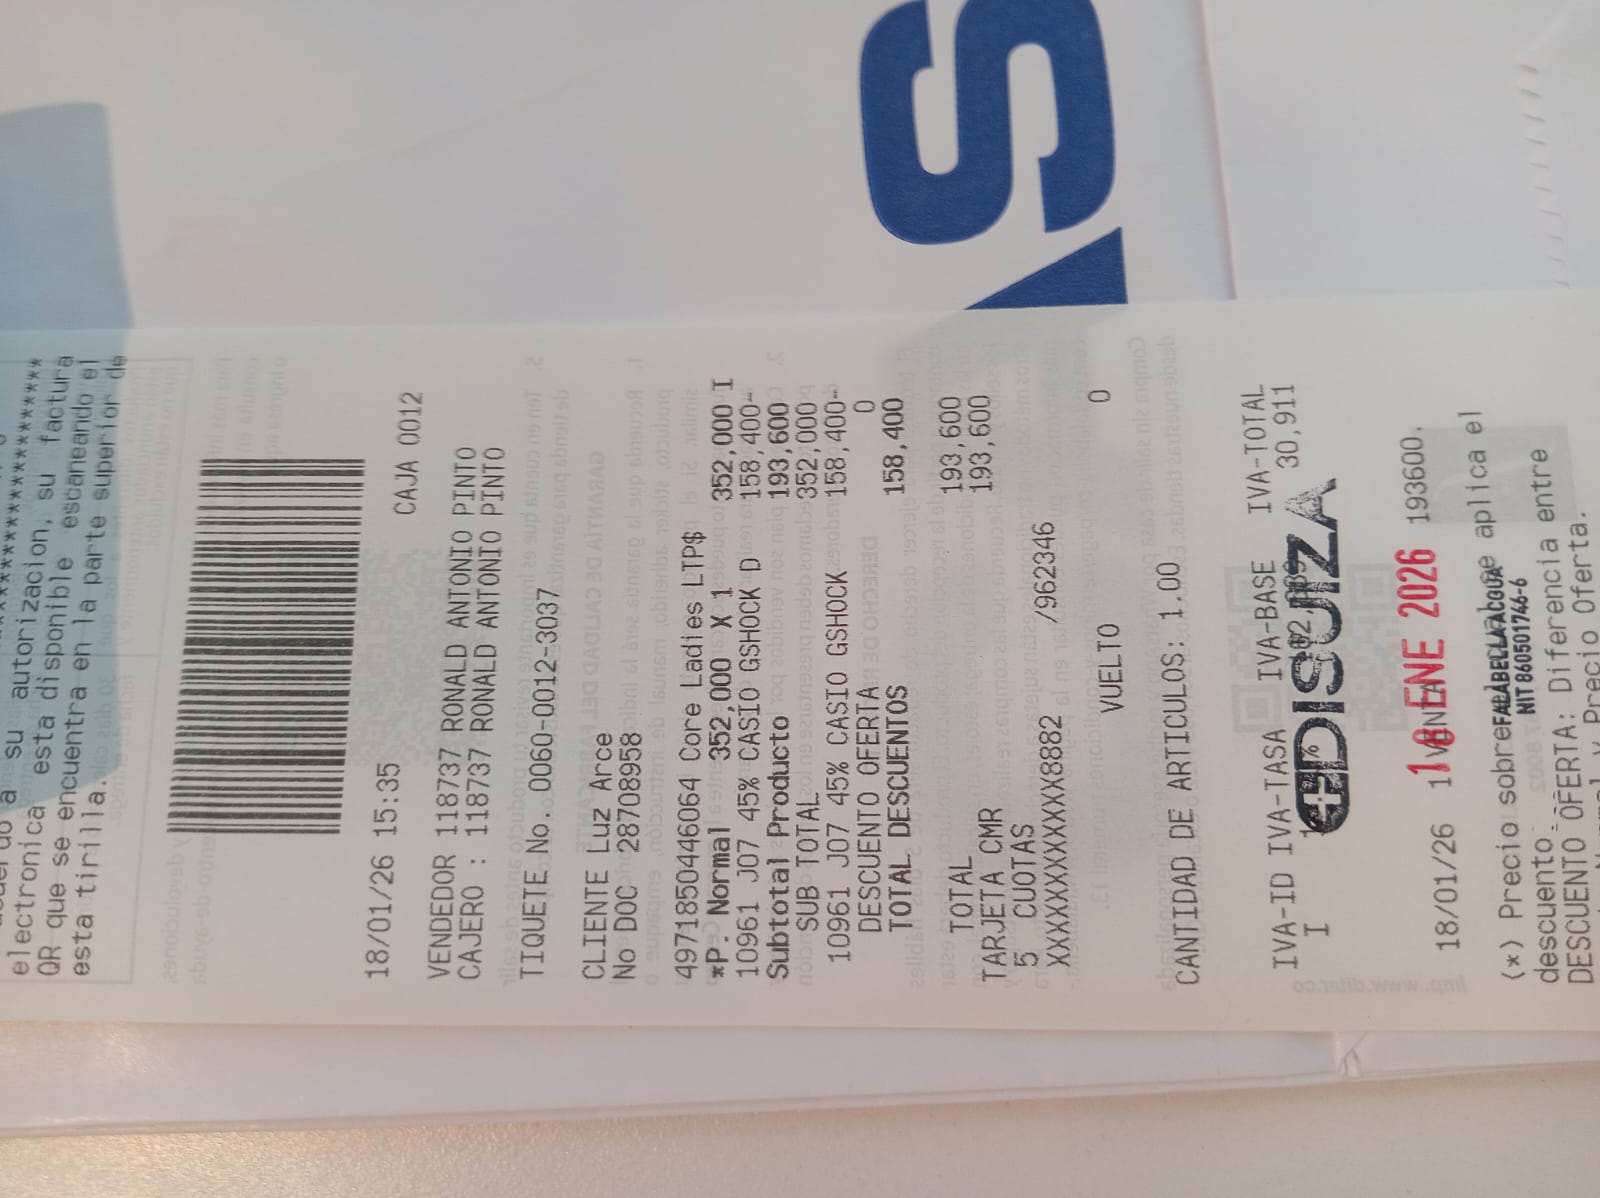 su autorizacion, su factura
electronica esta disponible escaneando el
QR que se encuentra en la parte superior de
esta tirilla.
18/01/26 15:35 CAJA 0012
VENDEDOR 118737 RONALD ANTONIO PINTO
CAJERO : 118737 RONALD ANTONIO PINTO
TIQUETE No. 0060-0012-3037
CLIENTE Luz Arce
No DOC 28708958
4971850446064 Core Ladies LTP$
*P. Normal 352,000 X 1 352,000 I
10961 J07 45% CASIO GSHOCK D 158,400-
Subtotal Producto 193,600
SUB TOTAL 352,000
10961 J07 45% CASIO GSHOCK 158,400-
DESCUENTO OFERTA 0
TOTAL DESCUENTOS 158,400
TOTAL 193,600
TARJETA CMR 193,600
5 CUOTAS
XXXXXXXXXXXX8882 /962346
VUELTO 0
CANTIDAD DE ARTICULOS: 1.00
IVA-ID IVA-TASA IVA-BASE IVA-TOTAL
I 30,911
DISUIZA
18/01/26 193600.
18 ENE 2026
(*) Precio sobre aplica el
FALABELLA ACQUA
NIT 860501746-6
descuento.
DESCUENTO OFERTA: Diferencia entre
y Precio Oferta.
AS